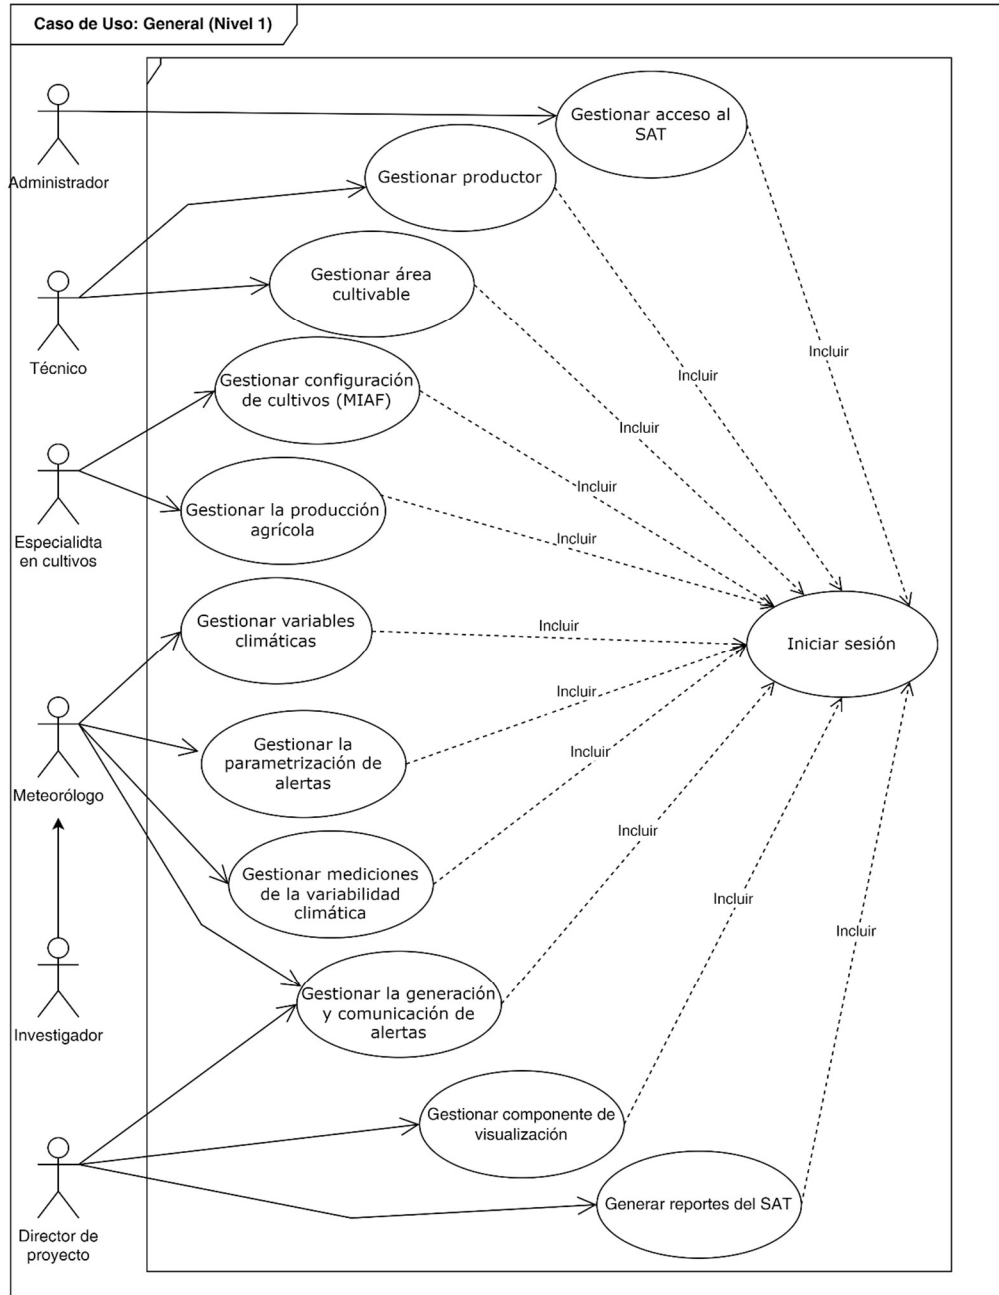 Caso de Uso: General (Nivel 1)
Gestionar acceso al
SAT
Administrador
Gestionar productor
Gestionar área
cultivable
Técnico
Incluir
Incluir
Gestionar configuración
de cultivos (MIAF)
Incluir
Incluir
Gestionar la producción
agrícola
Incluir
Especialidta
en cultivos
Gestionar variables
climáticas
Incluir
Iniciar sesión
Incluir
Gestionar la
parametrización de
alertas
Incluir
Meteorólogo
Incluir
Gestionar mediciones
de la variabilidad
climática
Incluir
Incluir
Gestionar la generación
y comunicación de
alertas
Investigador
Gestionar componente de
visualización
Generar reportes del SAT
Director de
proyecto